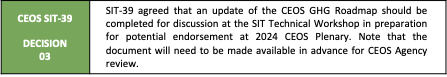 CEOS SIT-39
DECISION
03
SIT-39 agreed that an update of the CEOS GHG Roadmap should be
completed for discussion at the SIT Technical Workshop in preparation
for potential endorsement at 2024 CEOS Plenary. Note that the
document will need to be made available in advance for CEOS Agency
review.